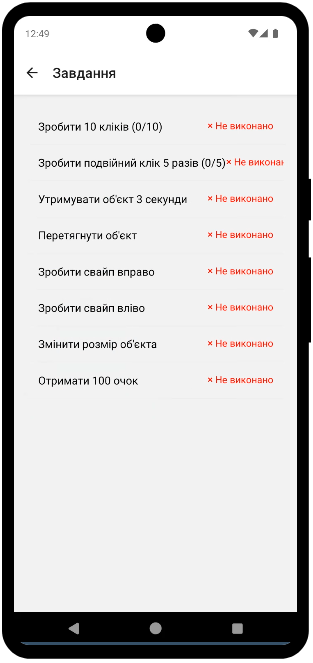 12:49
Завдання
Зробити 10 кліків (0/10) × Не виконано
Зробити подвійний клік 5 разів (0/5) × Не виконан
Утримувати об'єкт 3 секунди × Не виконано
Перетягнути об'єкт × Не виконано
Зробити свайп вправо × Не виконано
Зробити свайп вліво × Не виконано
Змінити розмір об'єкта × Не виконано
Отримати 100 очок × Не виконано